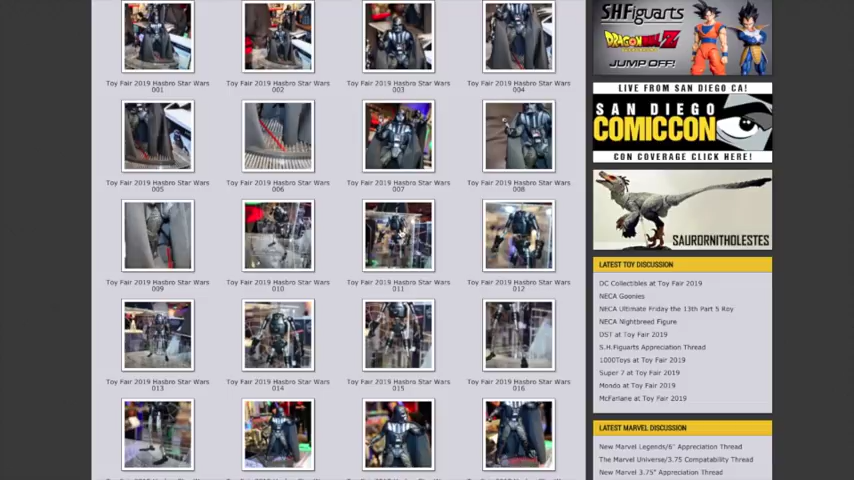 Toy Fair 2019 Hasbro Star Wars
001
Toy Fair 2019 Hasbro Star Wars
002
Toy Fair 2019 Hasbro Star Wars
003
Toy Fair 2019 Hasbro Star Wars
004
Toy Fair 2019 Hasbro Star Wars
005
Toy Fair 2019 Hasbro Star Wars
006
Toy Fair 2019 Hasbro Star Wars
007
Toy Fair 2019 Hasbro Star Wars
008
Toy Fair 2019 Hasbro Star Wars
009
Toy Fair 2019 Hasbro Star Wars
010
Toy Fair 2019 Hasbro Star Wars
011
Toy Fair 2019 Hasbro Star Wars
012
Toy Fair 2019 Hasbro Star Wars
013
Toy Fair 2019 Hasbro Star Wars
014
Toy Fair 2019 Hasbro Star Wars
015
Toy Fair 2019 Hasbro Star Wars
016
SHFiguarts
DRAGONBALL Z
JUMP OFF!
LIVE FROM SAN DIEGO CA!
SAN DIEGO
COMICCON
CON COVERAGE CLICK HERE!
SAURORNITHOLESTES
LATEST TOY DISCUSSION
DC Collectibles at Toy Fair 2019
NECA Goonies
NECA Ultimate Friday the 13th Part 5 Roy
NECA Nightbreed Figure
DST at Toy Fair 2019
S.H.Figuarts Appreciation Thread
1000Toys at Toy Fair 2019
Super 7 at Toy Fair 2019
Mondo at Toy Fair 2019
McFarlane at Toy Fair 2019
LATEST MARVEL DISCUSSION
New Marvel Legends/6" Appreciation Thread
The Marvel Universe/3.75 Compatability Thread
New Marvel 3.75" Appreciation Thread